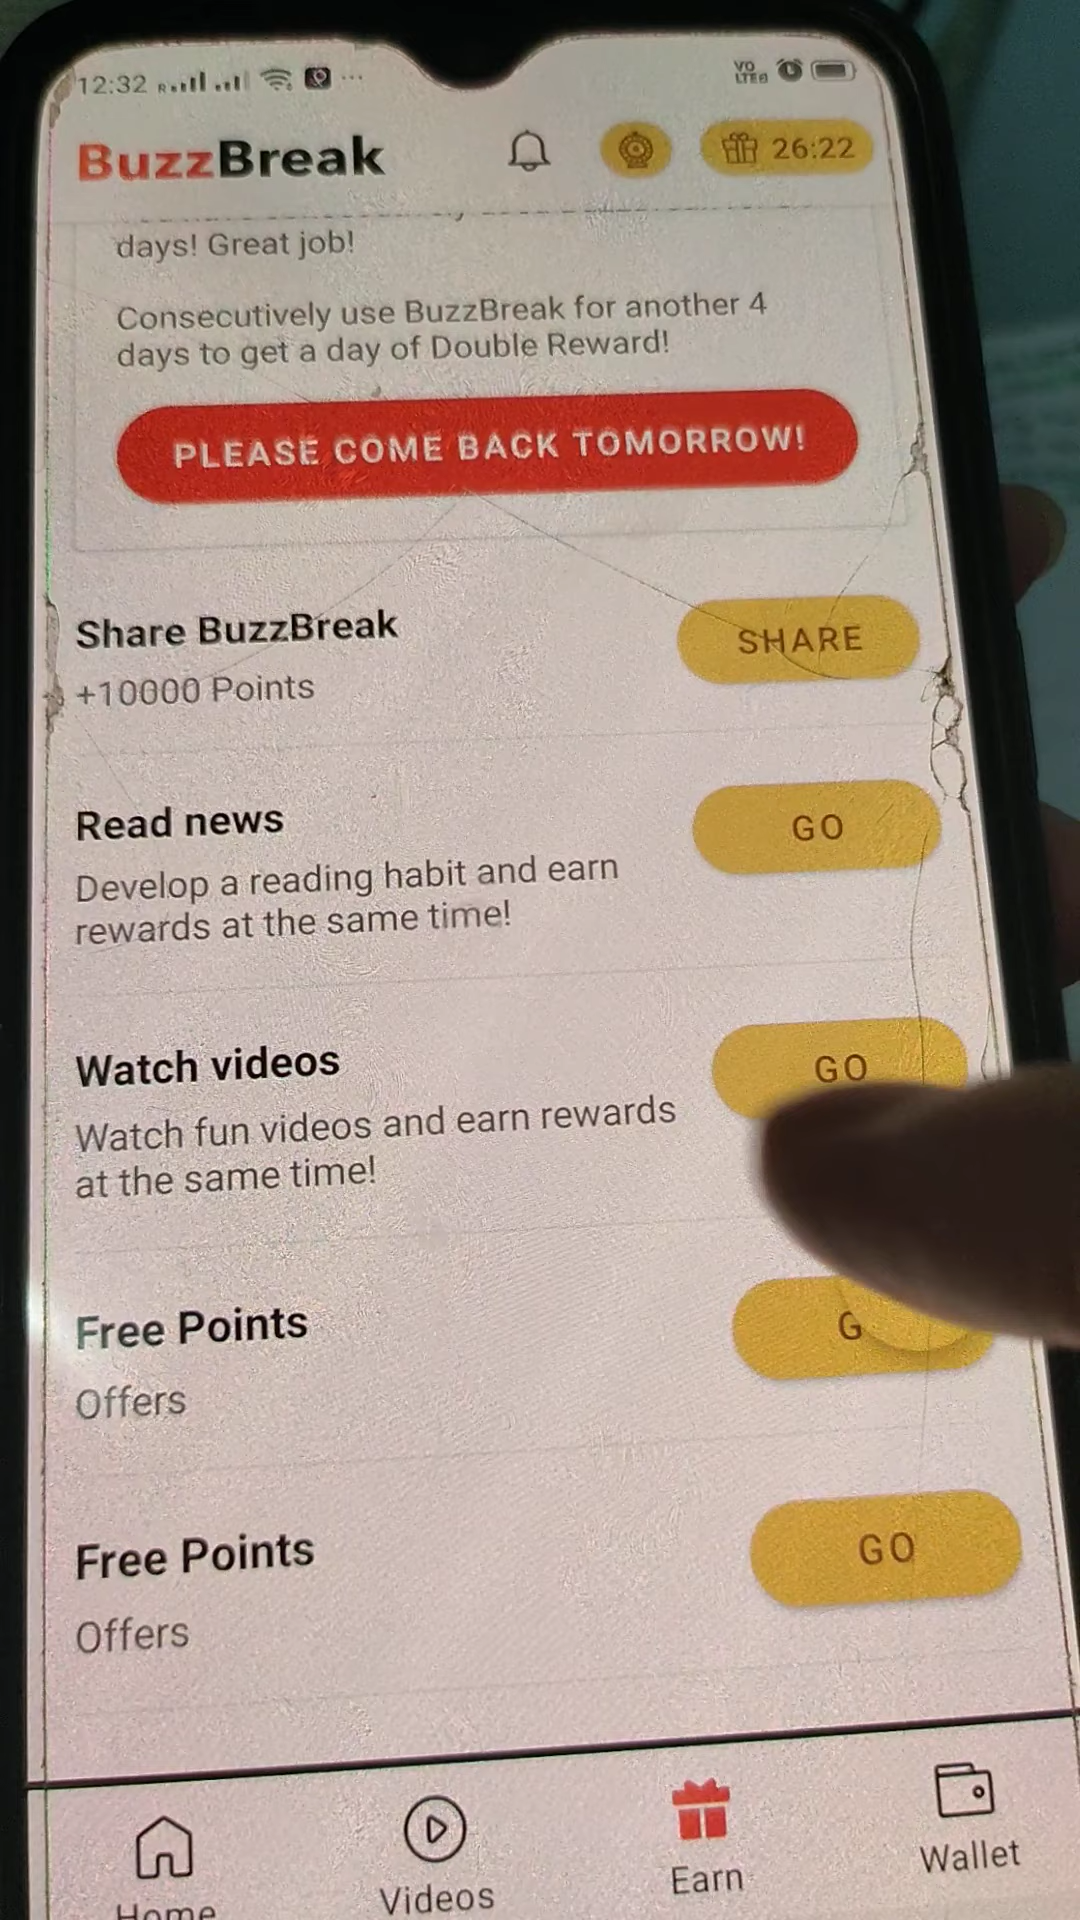 12:32
VO
LTE
BuzzBreak
26:22
days! Great job!
Consecutively use BuzzBreak for another 4
days to get a day of Double Reward!
PLEASE COME BACK TOMORROW!
Share BuzzBreak
SHARE
+10000 Points
Read news
GO
Develop a reading habit and earn
rewards at the same time!
Watch videos
GO
Watch fun videos and earn rewards
at the same time!
Free Points
G
Offers
Free Points
GO
Offers
Home
Videos
Earn
Wallet